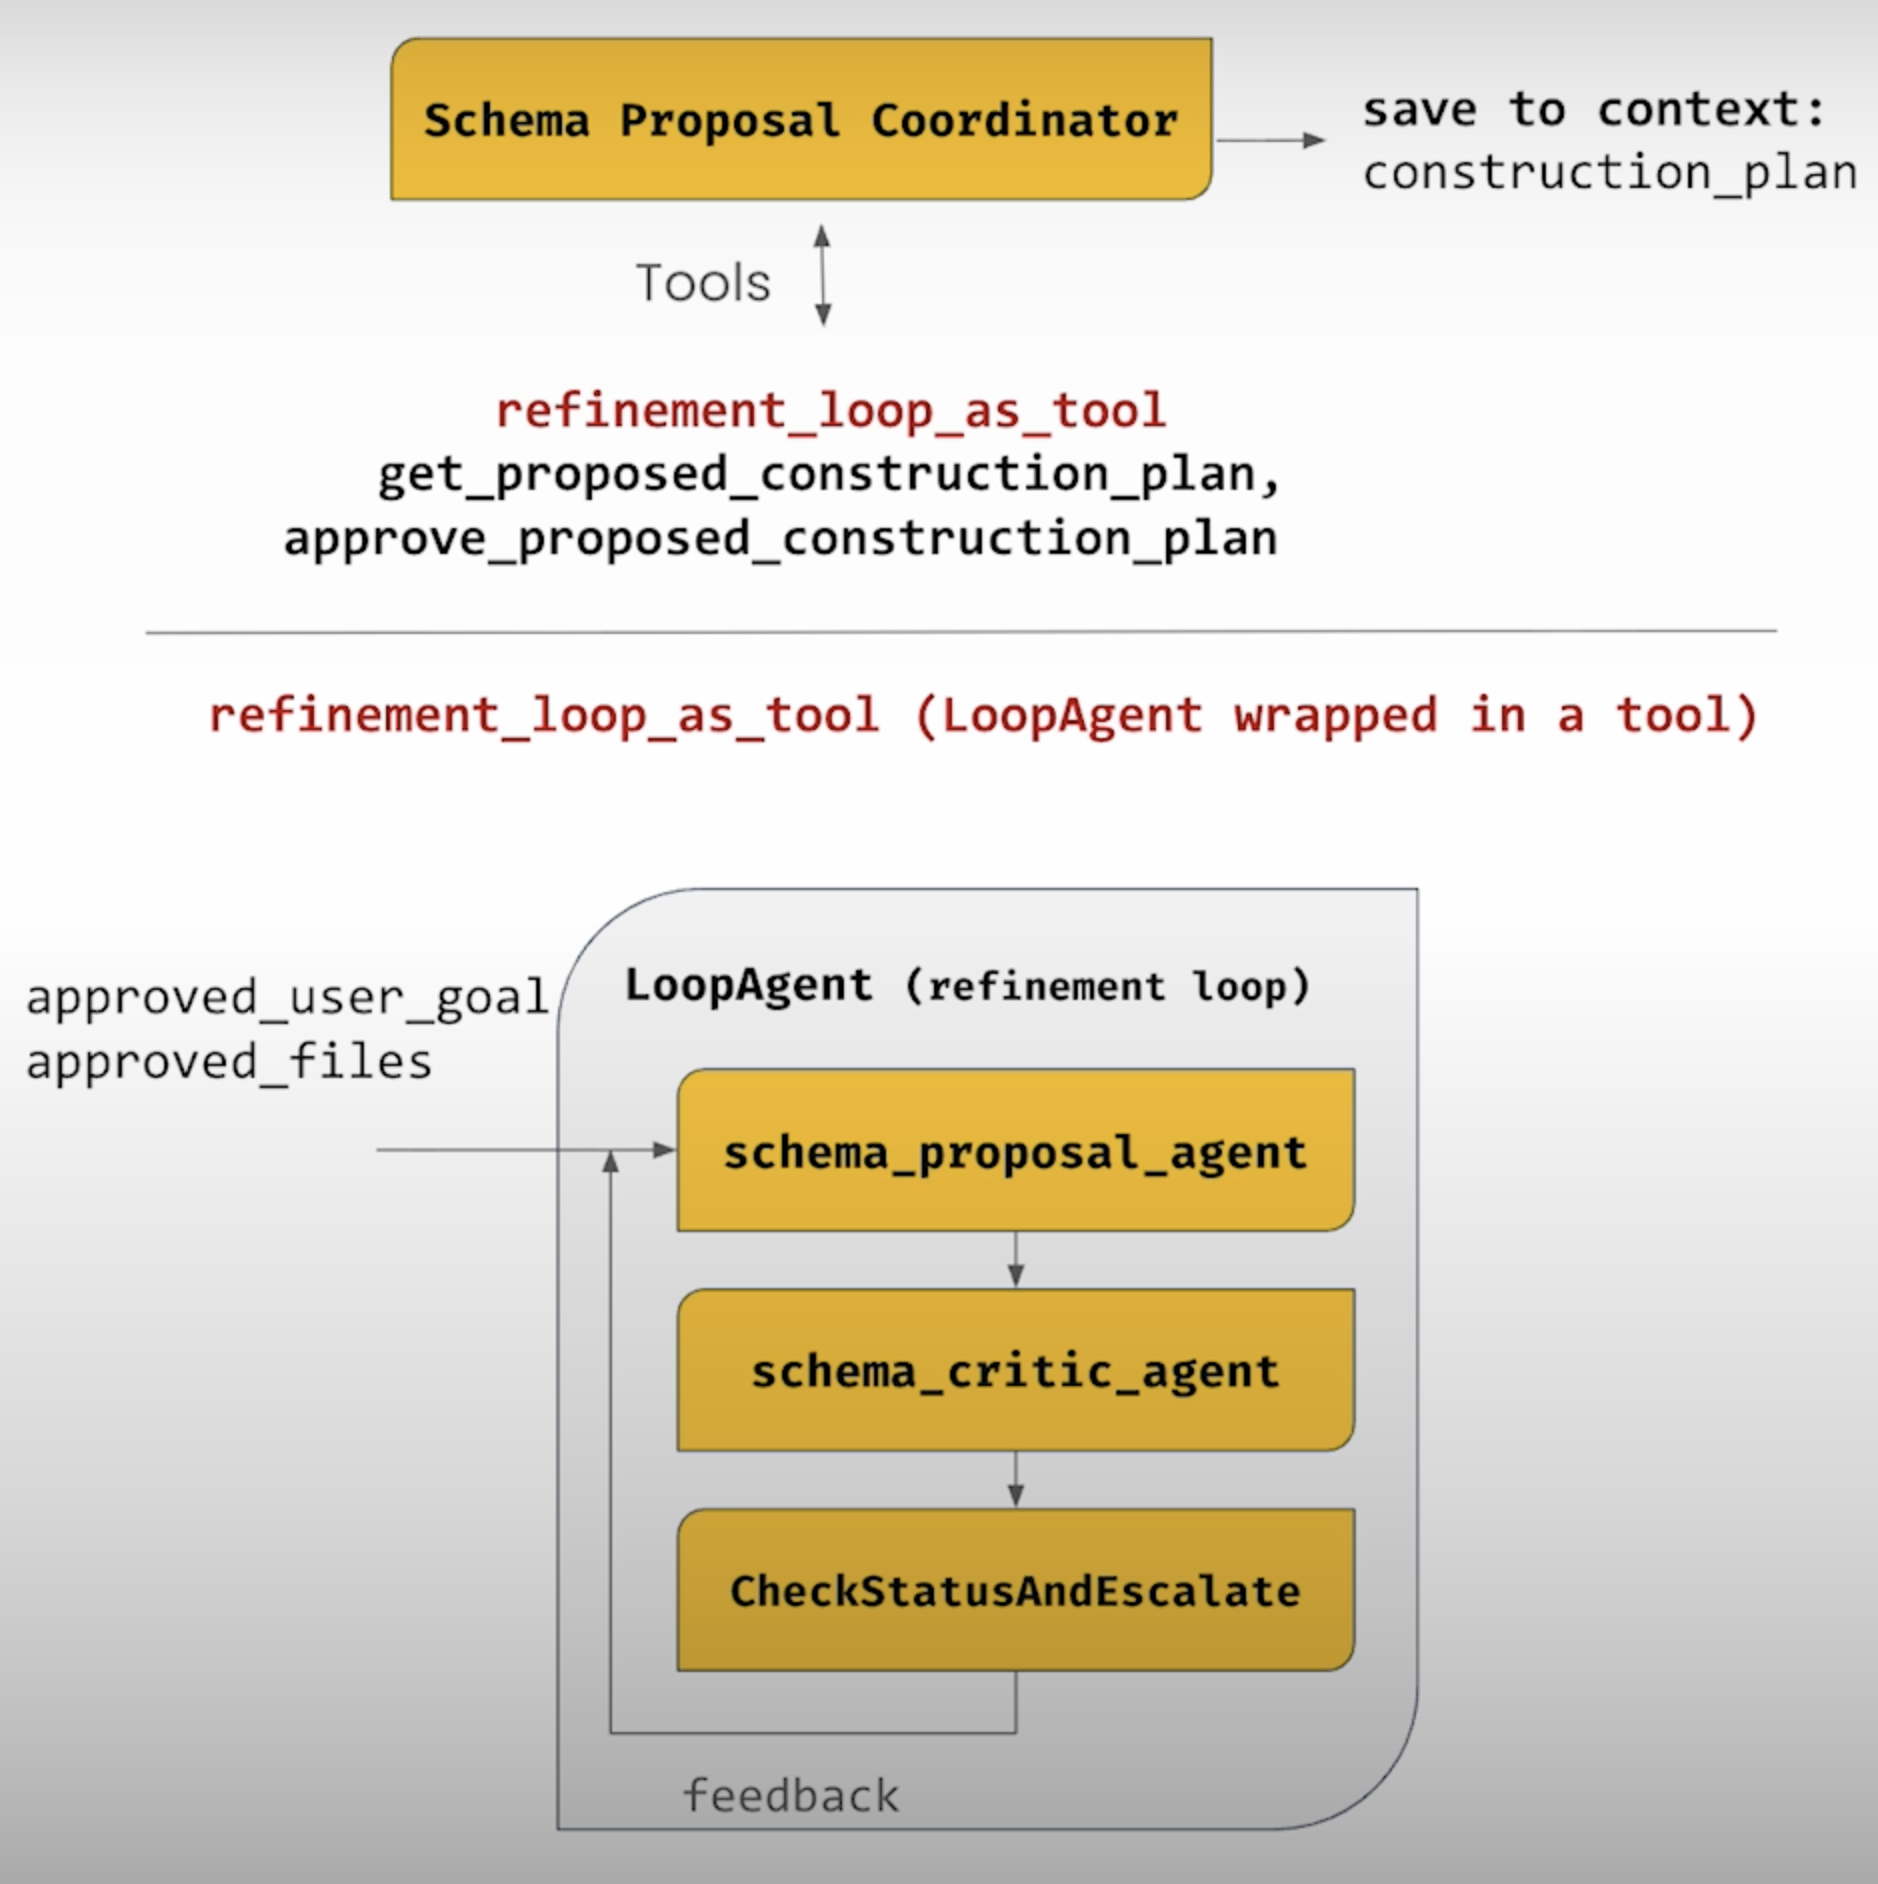 Schema Proposal Coordinator
save to context:
construction_plan
Tools
refinement_loop_as_tool
get_proposed_construction_plan,
approve_proposed_construction_plan
refinement_loop_as_tool (LoopAgent wrapped in a tool)
approved_user_goal
approved_files
LoopAgent (refinement loop)
schema_proposal_agent
schema_critic_agent
CheckStatusAndEscalate
feedback